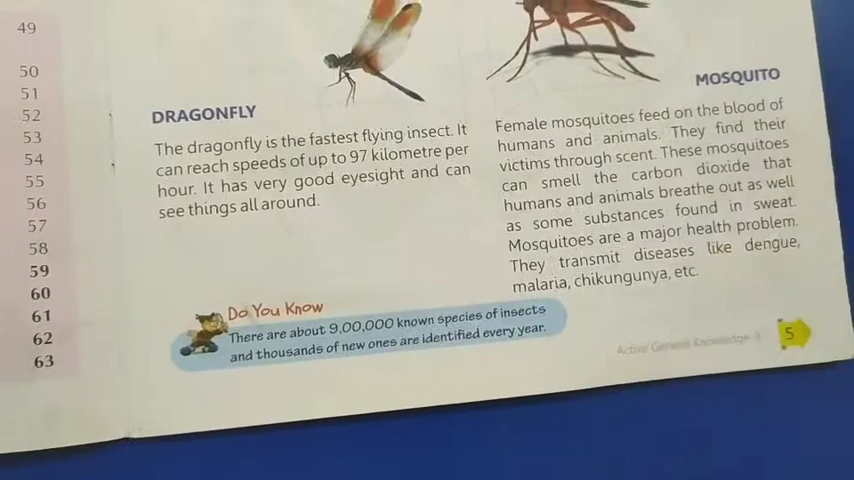 49
50
51
52
53
54
55
56
57
58
59
60
61
62
63
DRAGONFLY
The dragonfly is the fastest flying insect. It
can reach speeds of up to 97 kilometre per
hour. It has very good eyesight and can
see things all around.
MOSQUITO
Female mosquitoes feed on the blood of
humans and animals. They find their
victims through scent. These mosquitoes
can smell the carbon dioxide that
humans and animals breathe out as well
as some substances found in sweat.
Mosquitoes are a major health problem.
They transmit diseases like dengue,
malaria, chikungunya, etc.
Do You Know
There are about 9,00,000 known species of insects
and thousands of new ones are identified every year.
Active Genesis Knowledge-3
5